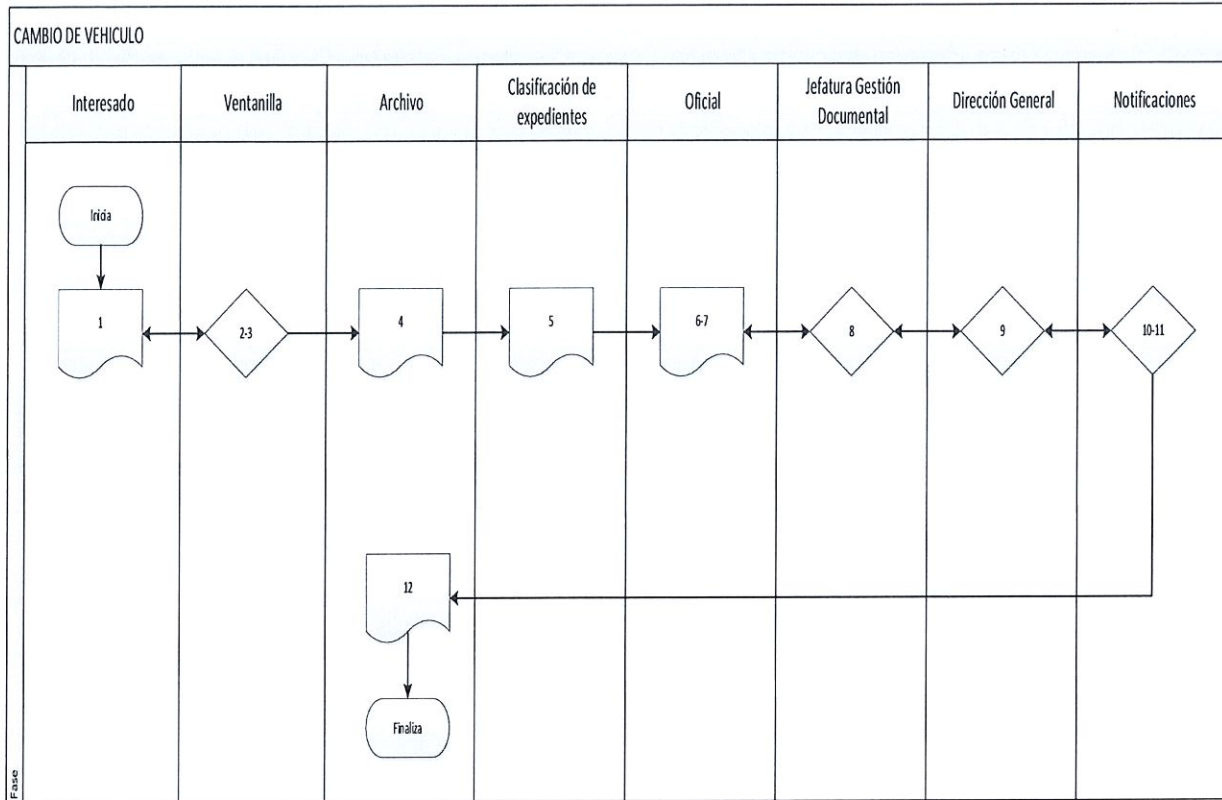 CAMBIO DE VEHICULO
Interesado
Ventanilla
Archivo
Clasificación de
expedientes
Oficial
Jefatura Gestión
Documental
Dirección General
Notificaciones
Inicia
1
2-3
4
5
6-7
8
9
10-11
12
Finaliza
Fase